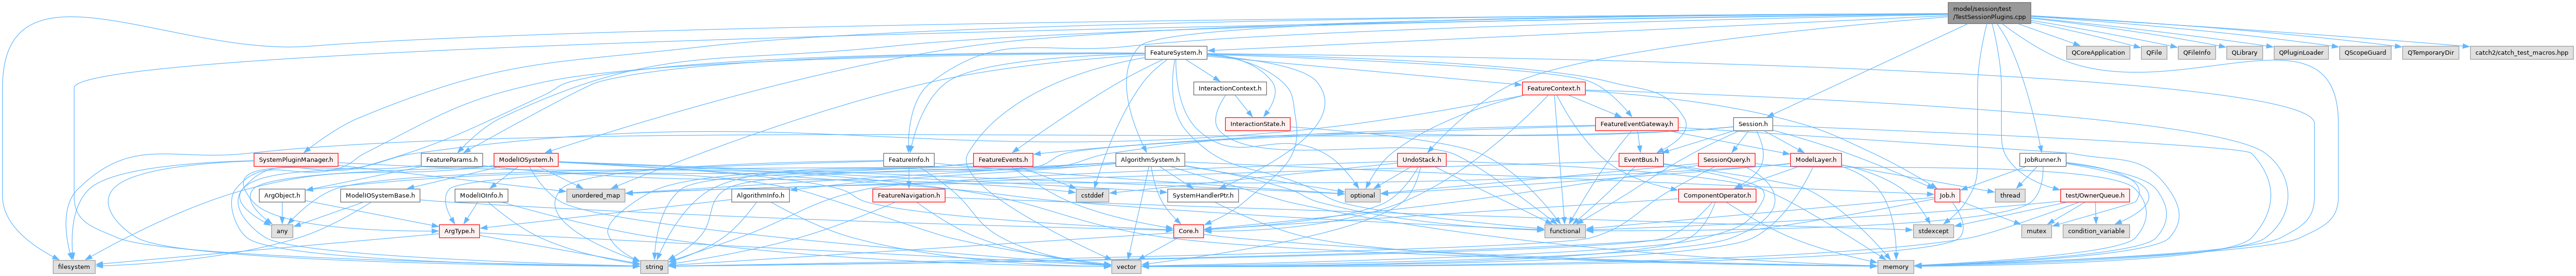 model/session/test
/TestSessionPlugins.cpp
FeatureSystem.h
QCoreApplication
QFile
QFileInfo
QLibrary
QPluginLoader
QScopeGuard
QTemporaryDir
catch2/catch_test_macros.hpp
InteractionContext.h
FeatureContext.h
InteractionState.h
FeatureEventGateway.h
Session.h
SystemPluginManager.h
FeatureParams.h
ModelIOSystem.h
FeatureInfo.h
FeatureEvents.h
AlgorithmSystem.h
UndoStack.h
EventBus.h
SessionQuery.h
ModelLayer.h
JobRunner.h
ArgObject.h
ModelIOSystemBase.h
ModelIOInfo.h
unordered_map
AlgorithmInfo.h
FeatureNavigation.h
cstddef
SystemHandlerPtr.h
optional
ComponentOperator.h
Job.h
thread
test/OwnerQueue.h
any
ArgType.h
Core.h
functional
stdexcept
mutex
condition_variable
filesystem
string
vector
memory